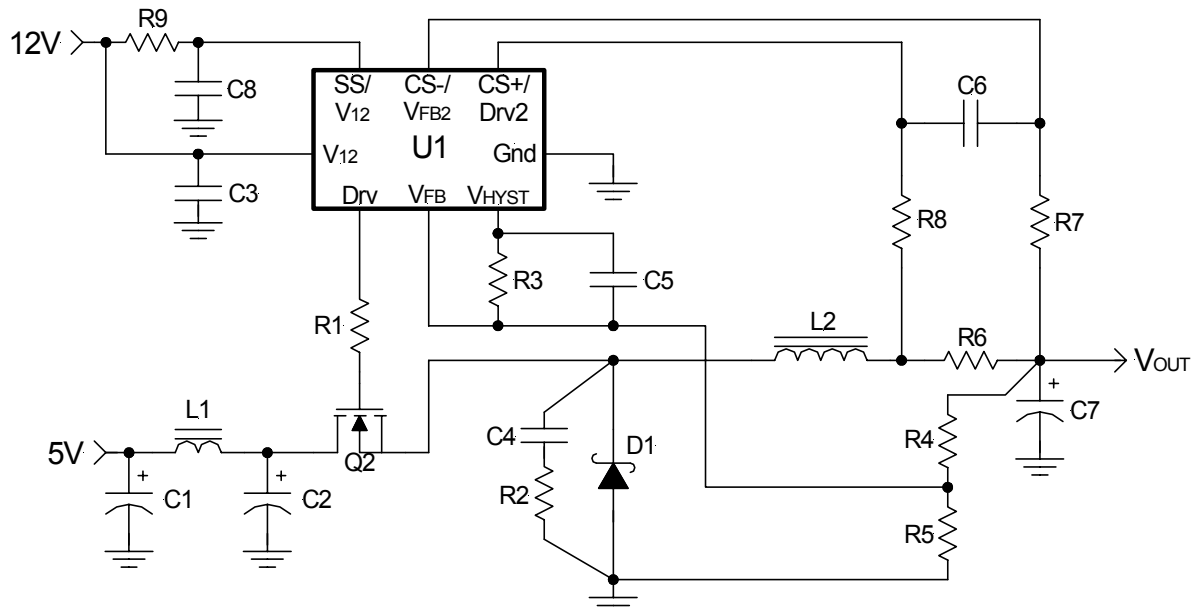 R9
12V
SS/
V12
CS-/
VFB2
CS+/
Drv2
C6
C8
U1
V12
Gnd
C3
Drv
VFB
VHYST
R8
R7
R3
C5
R1
L2
R6
VOUT
L1
C4
D1
R4
C7
5V
Q2
C1
C2
R2
R5
+
+
+